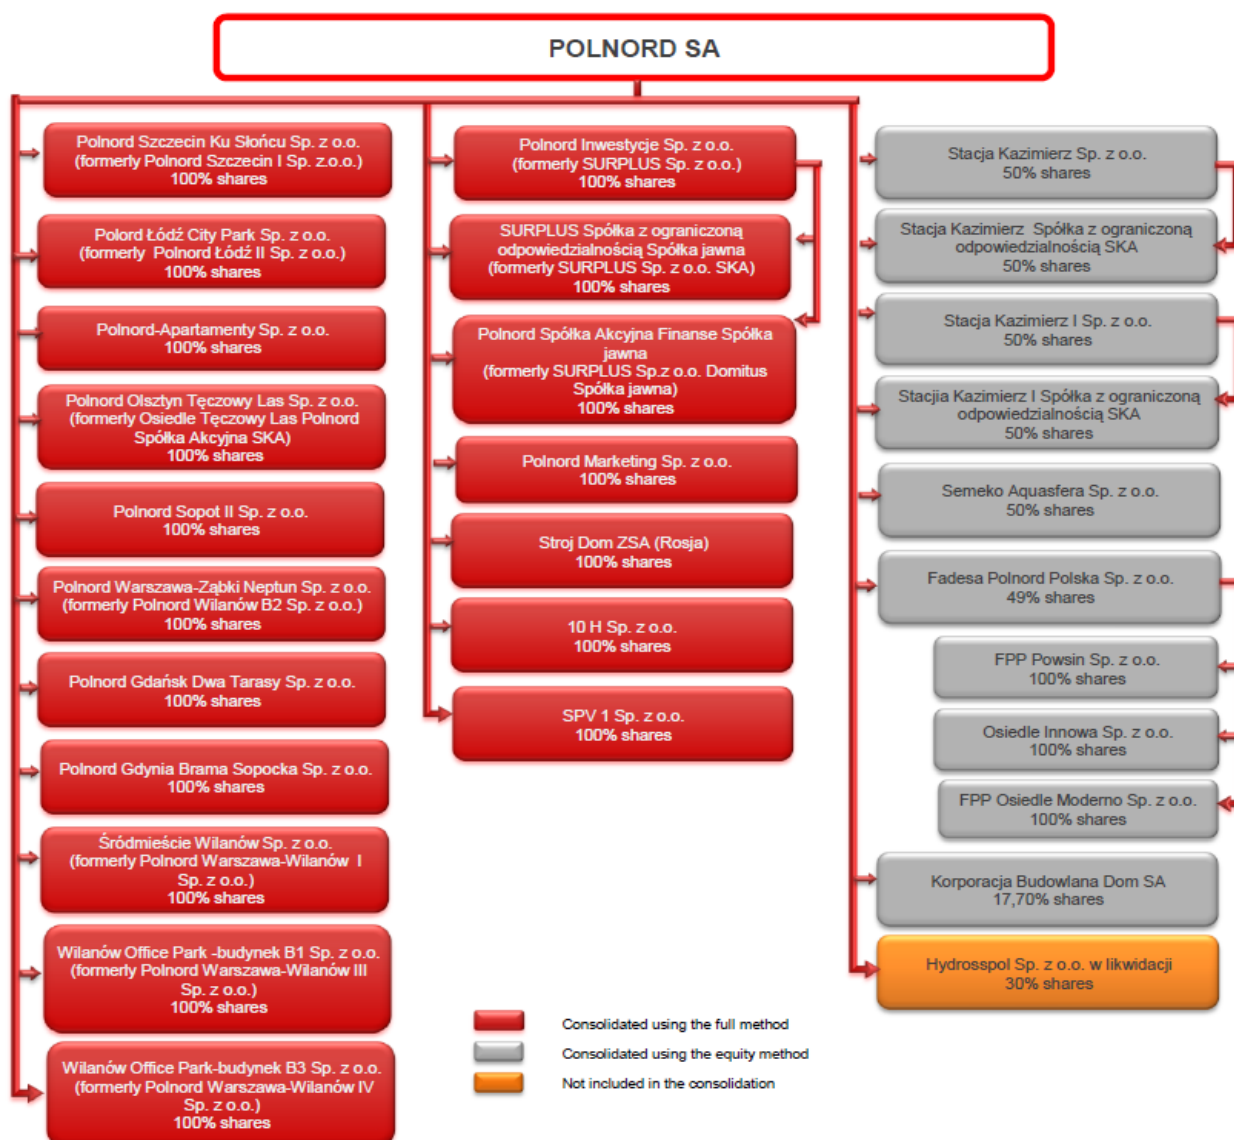 POLNORD SA
Polnord Szczecin Ku Słońcu Sp. z o.o.
(formerly Polnord Szczecin I Sp. z.o.o.)
100% shares
Polord Łódź City Park Sp. z o.o.
(formerly Polnord Łódź II Sp. z o.o.)
100% shares
Polnord-Apartamenty Sp. z o.o.
100% shares
Polnord Olsztyn Tęczowy Las Sp. z o.o.
(formerly Osiedle Tęczowy Las Polnord
Spółka Akcyjna SKA)
100% shares
Polnord Sopot II Sp. z o.o.
100% shares
Polnord Warszawa-Ząbki Neptun Sp. z o.o.
(formerly Polnord Wilanów B2 Sp. z o.o.)
100% shares
Polnord Gdańsk Dwa Tarasy Sp. z o.o.
100% shares
Polnord Gdynia Brama Sopocka Sp. z o.o.
100% shares
Śródmieście Wilanów Sp. z o.o.
(formerly Polnord Warszawa-Wilanów I
Sp. z o.o.)
100% shares
Wilanów Office Park -budynek B1 Sp. z o.o.
(formerly Polnord Warszawa-Wilanów III
Sp. z o.o.)
100% shares
Wilanów Office Park-budynek B3 Sp. z o.o.
(formerly Polnord Warszawa-Wilanów IV
Sp. z o.o.)
100% shares
Polnord Inwestycje Sp. z o.o.
(formerly SURPLUS Sp. z o.o.)
100% shares
SURPLUS Spółka z ograniczoną
odpowiedzialnością Spółka jawna
(formerly SURPLUS Sp. z o.o. SKA)
100% shares
Polnord Spółka Akcyjna Finanse Spółka
jawna
(formerly SURPLUS Sp.z o.o. Domitus
Spółka jawna)
100% shares
Polnord Marketing Sp. z o.o.
100% shares
Stroj Dom ZSA (Rosja)
100% shares
10 H Sp. z o.o.
100% shares
SPV 1 Sp. z o.o.
100% shares
Stacja Kazimierz Sp. z o.o.
50% shares
Stacja Kazimierz Spółka z ograniczoną
odpowiedzialnością SKA
50% shares
Stacja Kazimierz I Sp. z o.o.
50% shares
Stacjia Kazimierz I Spółka z ograniczoną
odpowiedzialnością SKA
50% shares
Semeko Aquasfera Sp. z o.o.
50% shares
Fadesa Polnord Polska Sp. z o.o.
49% shares
FPP Powsin Sp. z o.o.
100% shares
Osiedle Innowa Sp. z o.o.
100% shares
FPP Osiedle Moderno Sp. z o.o.
100% shares
Korporacja Budowlana Dom SA
17,70% shares
Hydrosspol Sp. z o.o. w likwidacji
30% shares
Consolidated using the full method
Consolidated using the equity method
Not included in the consolidation